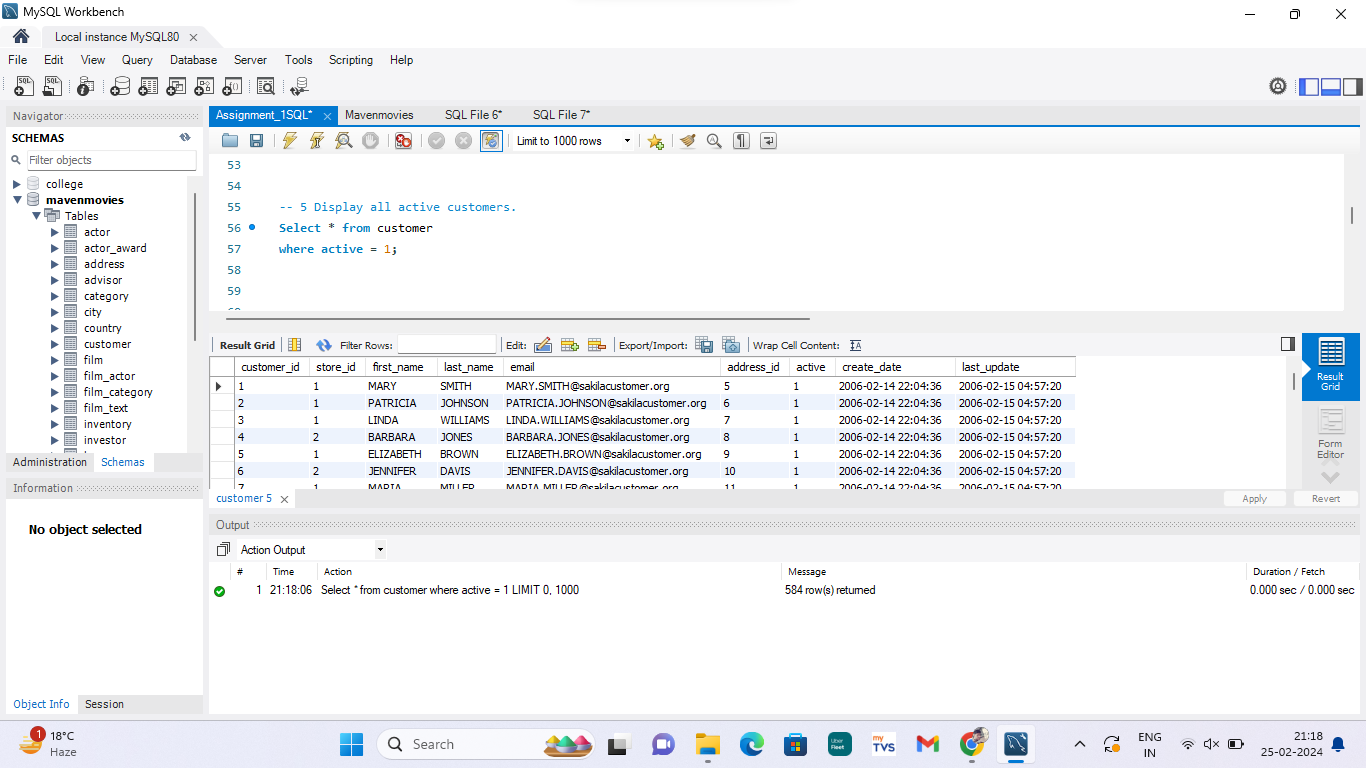 MySQL Workbench
Local instance MySQL80
File Edit View Query Database Server Tools Scripting Help
Navigator
SCHEMAS
Filter objects
college
mavenmovies
Tables
actor
actor_award
address
advisor
category
city
country
customer
film
film_actor
film_category
film_text
inventory
investor
Administration Schemas
Information
No object selected
Object Info Session
Assignment_1SQL* Mavenmovies SQL File 6* SQL File 7*
Limit to 1000 rows
53
54
55 -- 5 Display all active customers.
56 Select * from customer
57 where active = 1;
58
59
Result Grid Filter Rows: Edit: Export/Import: Wrap Cell Content:
customer_id store_id first_name last_name email address_id active create_date last_update
1 1 MARY SMITH MARY.SMITH@sakilacustomer.org 5 1 2006-02-14 22:04:36 2006-02-15 04:57:20
2 1 PATRICIA JOHNSON PATRICIA.JOHNSON@sakilacustomer.org 6 1 2006-02-14 22:04:36 2006-02-15 04:57:20
3 1 LINDA WILLIAMS LINDA.WILLIAMS@sakilacustomer.org 7 1 2006-02-14 22:04:36 2006-02-15 04:57:20
4 2 BARBARA JONES BARBARA.JONES@sakilacustomer.org 8 1 2006-02-14 22:04:36 2006-02-15 04:57:20
5 1 ELIZABETH BROWN ELIZABETH.BROWN@sakilacustomer.org 9 1 2006-02-14 22:04:36 2006-02-15 04:57:20
6 2 JENNIFER DAVIS JENNIFER.DAVIS@sakilacustomer.org 10 1 2006-02-14 22:04:36 2006-02-15 04:57:20
7 1 MARIA MILLER MARIA.MILLER@sakilacustomer.org 11 1 2006-02-14 22:04:36 2006-02-15 04:57:20
Result
Grid
Form
Editor
customer 5
Apply Revert
Output
Action Output
# Time Action Message Duration / Fetch
1 21:18:06 Select * from customer where active = 1 LIMIT 0, 1000 584 row(s) returned 0.000 sec / 0.000 sec
1
18°C
Haze
Search
Uber
Fleet
my
TVS
ENG
IN
21:18
25-02-2024